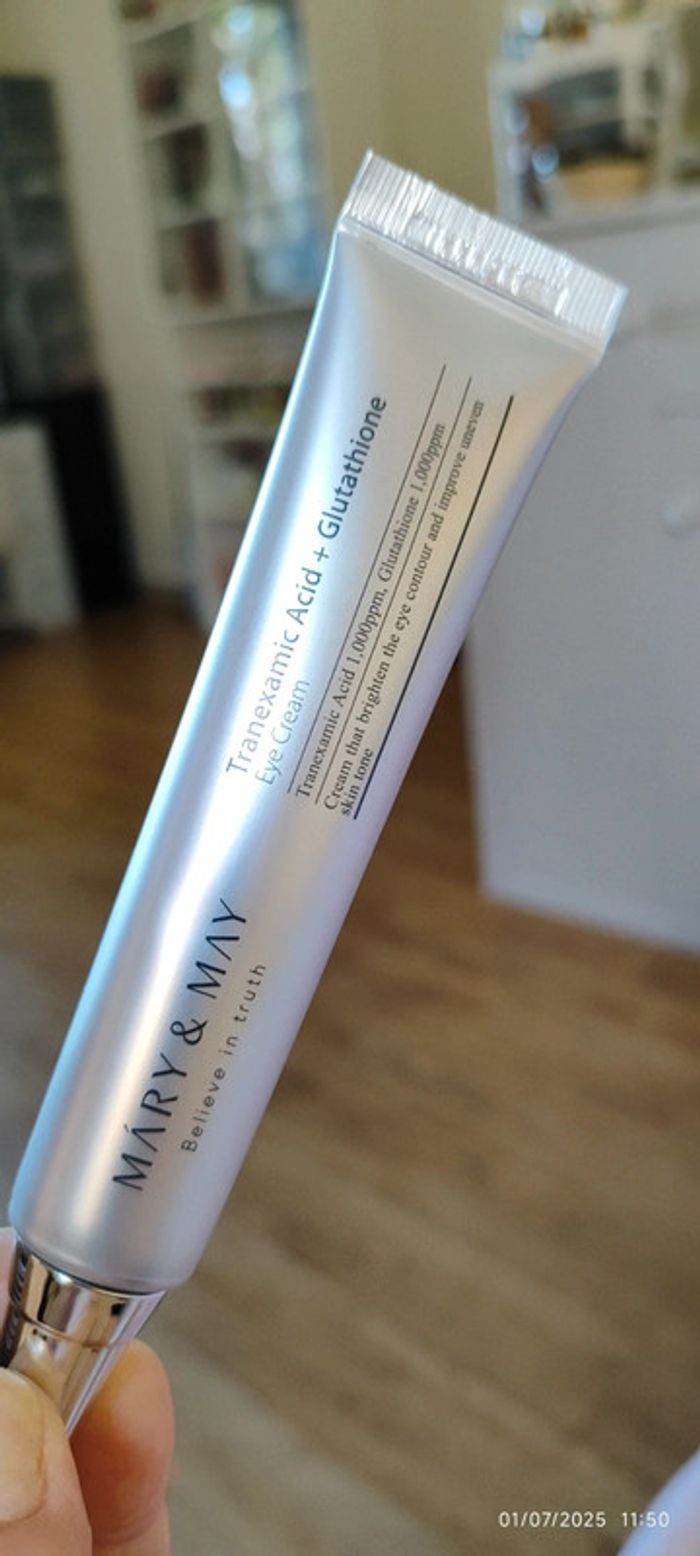 Tranexamic Acid + Glutathione
Eye Cream
Tranexamic Acid 1,000ppm, Glutathione 1,000ppm
Cream that brighten the eye contour and improve uneven
skin tone
MÁRY & MAY
Believe in truth
01/07/2025 11:50